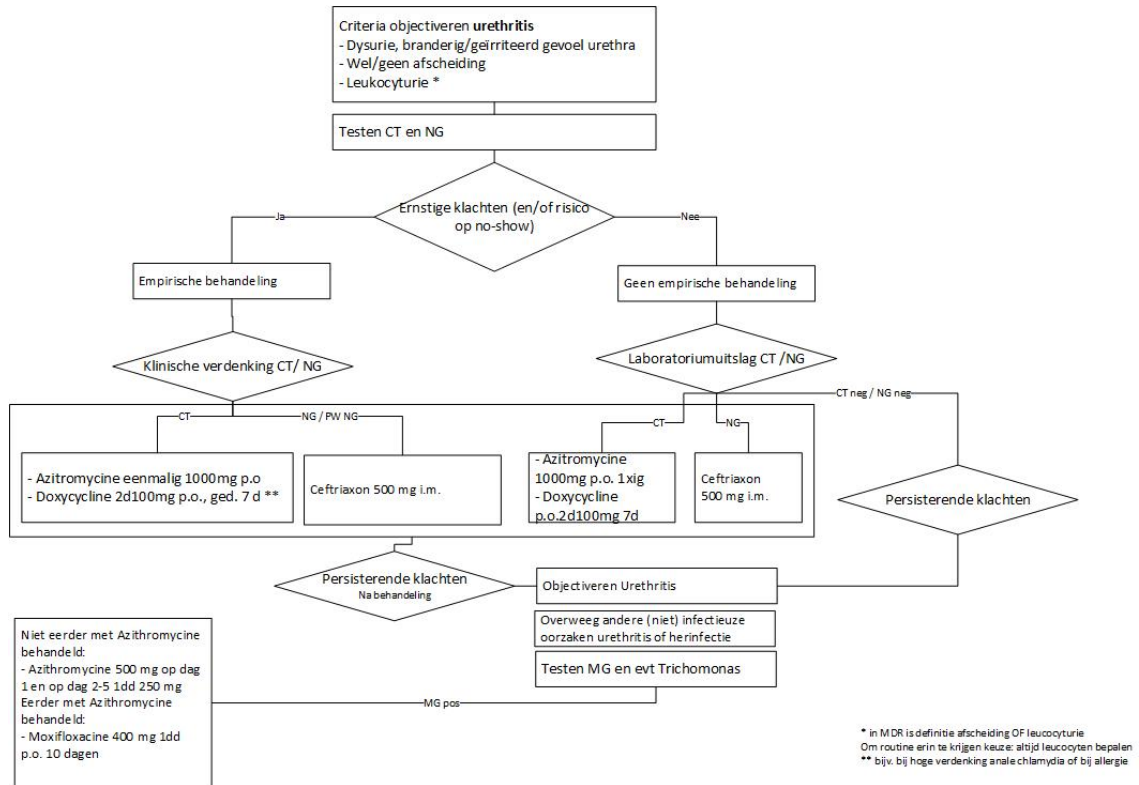 Criteria objectiveren urethritis
- Dysurie, branderig/geïrriteerd gevoel urethra
- Wel/geen afscheiding
- Leukocyturie *
Testen CT en NG
Ernstige klachten (en/of risico
op no-show)
Ja
Nee
Empirische behandeling
Geen empirische behandeling
Klinische verdenking CT/ NG
Laboratoriumuitslag CT /NG
CT
NG / PW NG
CT
NG
CT neg / NG neg
- Azitromycine eenmalig 1000mg p.o
- Doxycycline 2d100mg p.o., ged. 7 d **
Ceftriaxon 500 mg i.m.
- Azitromycine
1000mg p.o. 1xig
- Doxycycline
p.o.2d100mg 7d
Ceftriaxon
500 mg i.m.
Persisterende klachten
Persisterende klachten
Na behandeling
Objectiveren Urethritis
Overweeg andere (niet) infectieuze
oorzaken urethritis of herinfectie
Testen MG en evt Trichomonas
MG pos
Niet eerder met Azithromycine
behandeld:
- Azithromycine 500 mg op dag
1 en op dag 2-5 1dd 250 mg
Eerder met Azithromycine
behandeld:
- Moxifloxacine 400 mg 1dd
p.o. 10 dagen
* in MDR is definitie afscheiding OF leucocyturie
Om routine erin te krijgen keuze: altijd leucocyten bepalen
** bijv. bij hoge verdenking anale chlamydia of bij allergie